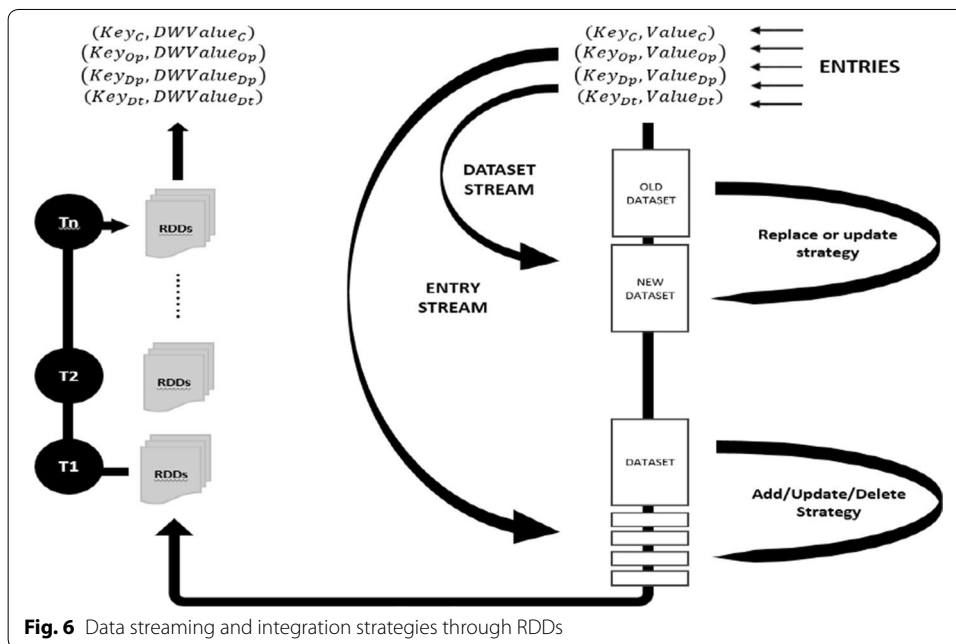 (Key_C, DWValue_C)
(Key_Op, DWValue_Op)
(Key_Dp, DWValue_Dp)
(Key_Dt, DWValue_Dt)
Tn
RDDs
T2
RDDs
T1
RDDs
(Key_C, Value_C)
(Key_Op, Value_Op)
(Key_Dp, Value_Dp)
(Key_Dt, Value_Dt)
ENTRIES
DATASET
STREAM
ENTRY
STREAM
OLD
DATASET
NEW
DATASET
Replace or update
strategy
DATASET
Add/Update/Delete
Strategy
Fig. 6 Data streaming and integration strategies through RDDs